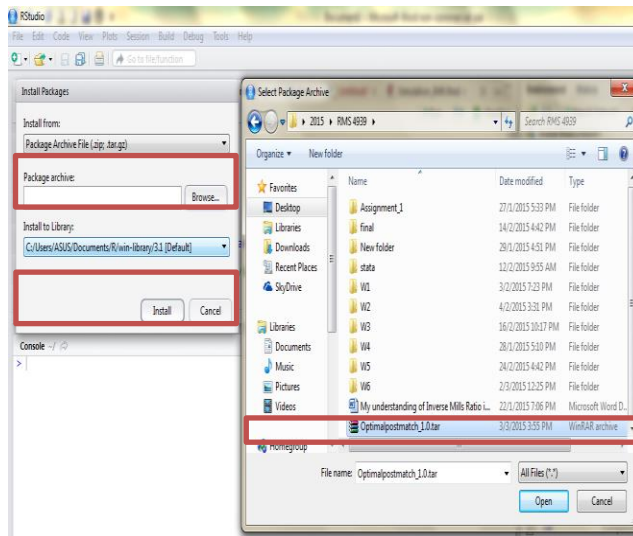 RStudio
File Edit Code View Plots Session Build Debug Tools Help
Go to file/function
Install Packages
Install from:
Package Archive File (.zip; .tar.gz)
Package archive:
Browse...
Install to Library:
C:/Users/ASUS/Documents/R/win-library/3.1 [Default]
Install Cancel
Console ~/
>
Select Package Archive
2015 RMS 4939
Search RMS 4939
Organize New folder
Favorites
Desktop
Libraries
Downloads
Recent Places
SkyDrive
Libraries
Documents
Music
Pictures
Videos
Homegroup
Name Date modified Type
Assignment_1 27/1/2015 5:33 PM File folder
final 14/2/2015 4:42 PM File folder
New folder 29/1/2015 4:51 PM File folder
stata 12/2/2015 9:55 AM File folder
W1 3/2/2015 7:23 PM File folder
W2 4/2/2015 3:31 PM File folder
W3 16/2/2015 10:17 PM File folder
W4 28/1/2015 5:10 PM File folder
W5 24/2/2015 4:42 PM File folder
W6 2/3/2015 12:25 PM File folder
My understanding of Inverse Mills Ratio i... 22/1/2015 7:06 PM Microsoft Word D...
Optimalpostmatch_1.0.tar 3/3/2015 3:55 PM WinRAR archive
File name: Optimalpostmatch_1.0.tar All Files (*.*)
Open Cancel